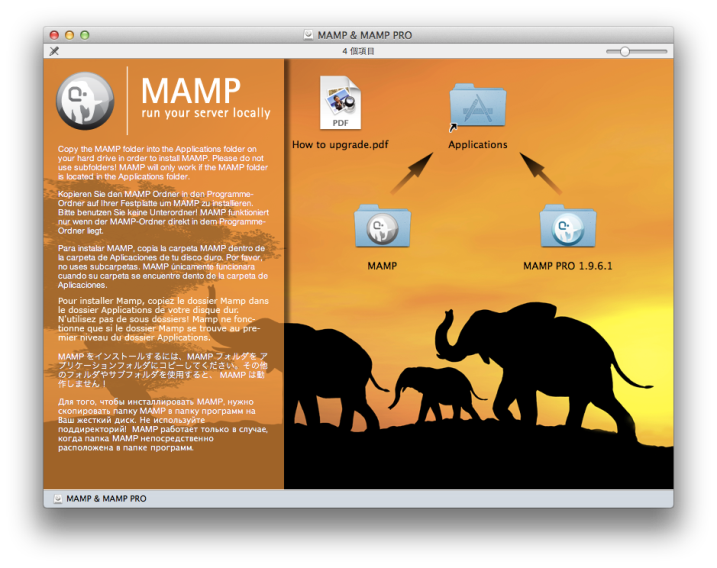 MAMP & MAMP PRO
4 個項目
MAMP
run your server locally
Copy the MAMP folder into the Applications folder on
your hard drive in order to install MAMP. Please do not
use subfolders! MAMP will only work if the MAMP folder
is located in the Applications folder.
Kopieren Sie den MAMP Ordner in den Programme-
Ordner auf Ihrer Festplatte um MAMP zu installieren.
Bitte benutzen Sie keine Unterordner! MAMP funktioniert
nur wenn der MAMP-Ordner direkt in dem Programme-
Ordner liegt.
Para instalar MAMP, copia la carpeta MAMP dentro de
la carpeta de Aplicaciones de tu disco duro. Por favor,
no uses subcarpetas. MAMP únicamente funcionara
cuando su carpeta se encuentre dento de la carpeta de
Aplicaciones.
Pour installer Mamp, copiez le dossier Mamp dans
le dossier Applications de votre disque dur.
N'utilisez pas de sous dossiers! Mamp ne fonc-
tionne que si le dossier Mamp se trouve au pre-
mier niveau du dossier Applications.
MAMP をインストールするには、MAMP フォルダを ア
プリケーションフォルダにコピーしてください。その他
のフォルダやサブフォルダを使用すると、 MAMP は動
作しません！
Для того, чтобы инсталлировать MAMP, нужно
скопировать папку MAMP в папку программ на
Ваш жесткий диск. Не используйте
поддиректорий! MAMP работает только в случае,
когда папка MAMP непосредственно
расположена в папке программ.
PDF
How to upgrade.pdf
Applications
MAMP
MAMP PRO 1.9.6.1
MAMP & MAMP PRO